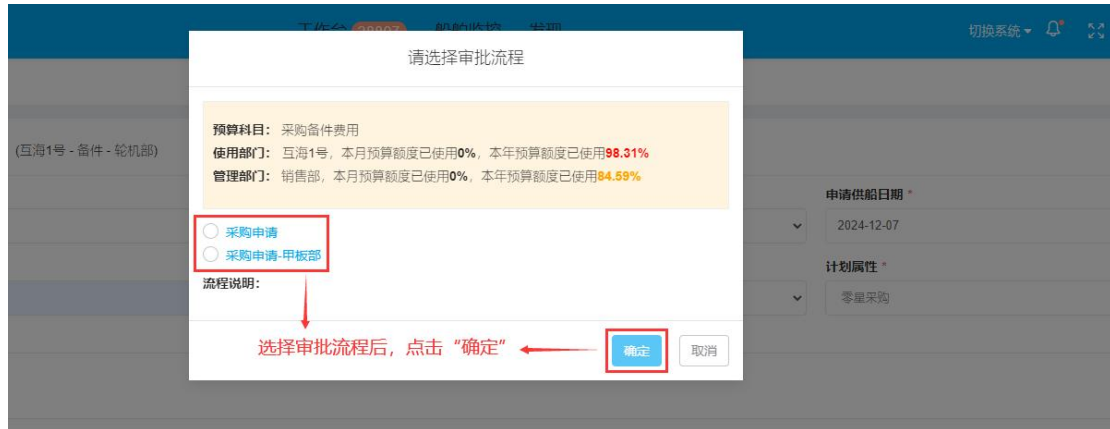 工作台 28807 船舶监控 发现
切换系统
请选择审批流程
预算科目： 采购备件费用
(互海1号 - 备件 - 轮机部)
使用部门： 互海1号，本月预算额度已使用0%，本年预算额度已使用98.31%
管理部门： 销售部，本月预算额度已使用0%，本年预算额度已使用84.59%
申请供船日期 *
采购申请
2024-12-07
采购申请-甲板部
计划属性 *
流程说明：
零星采购
选择审批流程后，点击“确定”
确定
取消